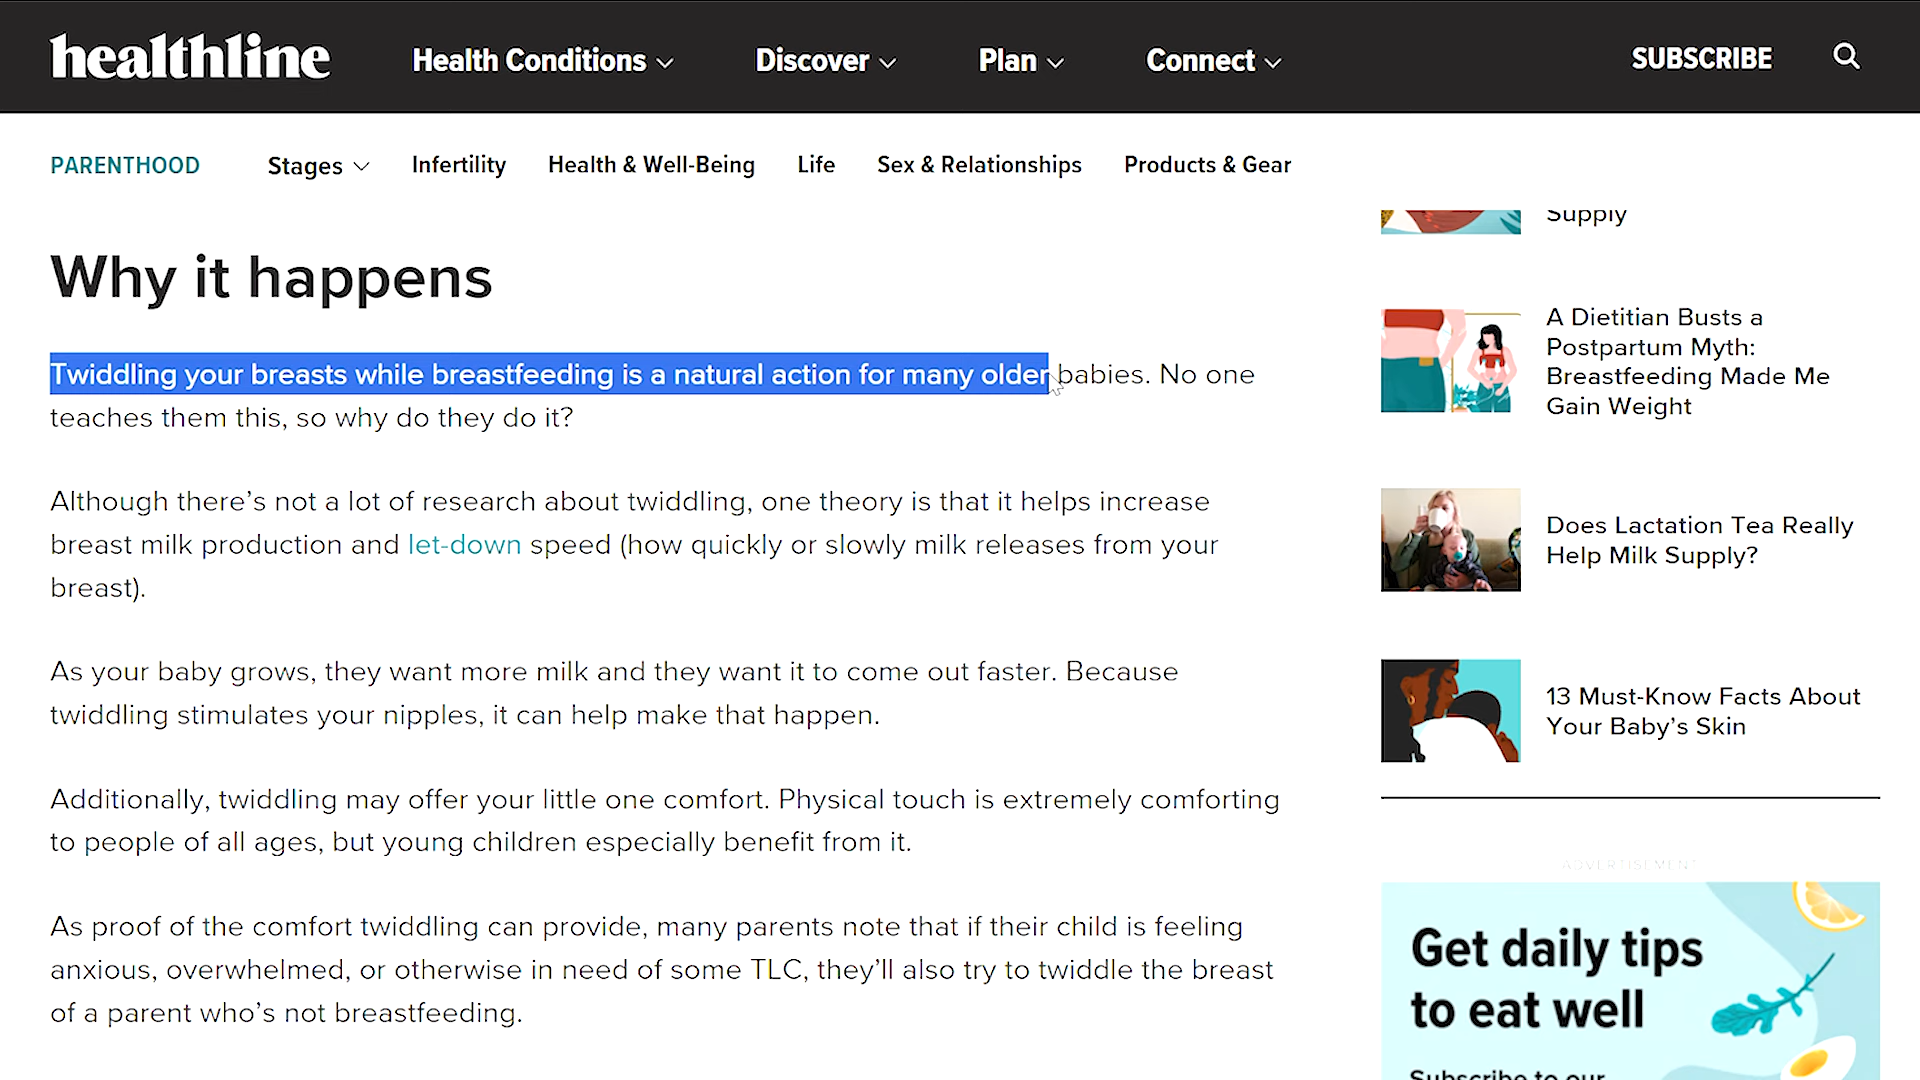 healthline
Health Conditions
Discover
Plan
Connect
SUBSCRIBE
PARENTHOOD
Stages
Infertility
Health & Well-Being
Life
Sex & Relationships
Products & Gear
Why it happens
Twiddling your breasts while breastfeeding is a natural action for many older babies. No one
teaches them this, so why do they do it?
Although there’s not a lot of research about twiddling, one theory is that it helps increase
breast milk production and let-down speed (how quickly or slowly milk releases from your
breast).
As your baby grows, they want more milk and they want it to come out faster. Because
twiddling stimulates your nipples, it can help make that happen.
Additionally, twiddling may offer your little one comfort. Physical touch is extremely comforting
to people of all ages, but young children especially benefit from it.
As proof of the comfort twiddling can provide, many parents note that if their child is feeling
anxious, overwhelmed, or otherwise in need of some TLC, they’ll also try to twiddle the breast
of a parent who’s not breastfeeding.
Supply
A Dietitian Busts a
Postpartum Myth:
Breastfeeding Made Me
Gain Weight
Does Lactation Tea Really
Help Milk Supply?
13 Must-Know Facts About
Your Baby’s Skin
ADVERTISEMENT
Get daily tips
to eat well
Subscribe to our